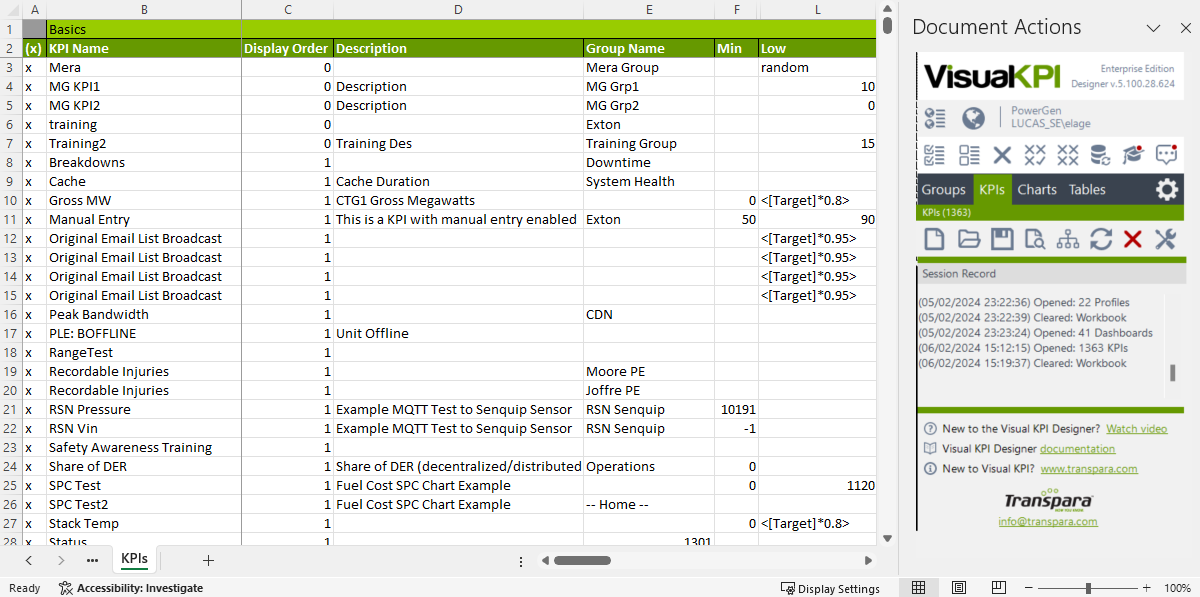 A B C D E F L
1 Basics
2 (x) KPI Name Display Order Description Group Name Min Low
3 x Mera 0 Mera Group random
4 x MG KPI1 0 Description MG Grp1 10
5 x MG KPI2 0 Description MG Grp2 0
6 x training 0 Exton
7 x Training2 0 Training Des Training Group 15
8 x Breakdowns 1 Downtime
9 x Cache 1 Cache Duration System Health
10 x Gross MW 1 CTG1 Gross Megawatts 0 <[Target]*0.8>
11 x Manual Entry 1 This is a KPI with manual entry enabled Exton 50 90
12 x Original Email List Broadcast 1 <[Target]*0.95>
13 x Original Email List Broadcast 1 <[Target]*0.95>
14 x Original Email List Broadcast 1 <[Target]*0.95>
15 x Original Email List Broadcast 1 <[Target]*0.95>
16 x Peak Bandwidth 1 CDN
17 x PLE: BOFFLINE 1 Unit Offline
18 x RangeTest 1
19 x Recordable Injuries 1 Moore PE
20 x Recordable Injuries 1 Joffre PE
21 x RSN Pressure 1 Example MQTT Test to Senquip Sensor RSN Senquip 10191
22 x RSN Vin 1 Example MQTT Test to Senquip Sensor RSN Senquip -1
23 x Safety Awareness Training 1
24 x Share of DER 1 Share of DER (decentralized/distributed Operations 0
25 x SPC Test 1 Fuel Cost SPC Chart Example 0 1120
26 x SPC Test2 1 Fuel Cost SPC Chart Example -- Home --
27 x Stack Temp 1 0 <[Target]*0.8>
28 x Status 1 1301
KPIs
Ready Accessibility: Investigate Display Settings 100%
Document Actions
VISUAL KPI Enterprise Edition
Designer v.5.100.28.624
PowerGen
LUCAS_SE\elage
Groups KPIs Charts Tables
KPIs (1363)
Session Record
(05/02/2024 23:22:36) Opened: 22 Profiles
(05/02/2024 23:22:39) Cleared: Workbook
(05/02/2024 23:23:24) Opened: 41 Dashboards
(06/02/2024 15:12:15) Opened: 1363 KPIs
(06/02/2024 15:19:37) Cleared: Workbook
New to the Visual KPI Designer? Watch video
Visual KPI Designer documentation
New to Visual KPI? www.transpara.com
Transpara
info@transpara.com